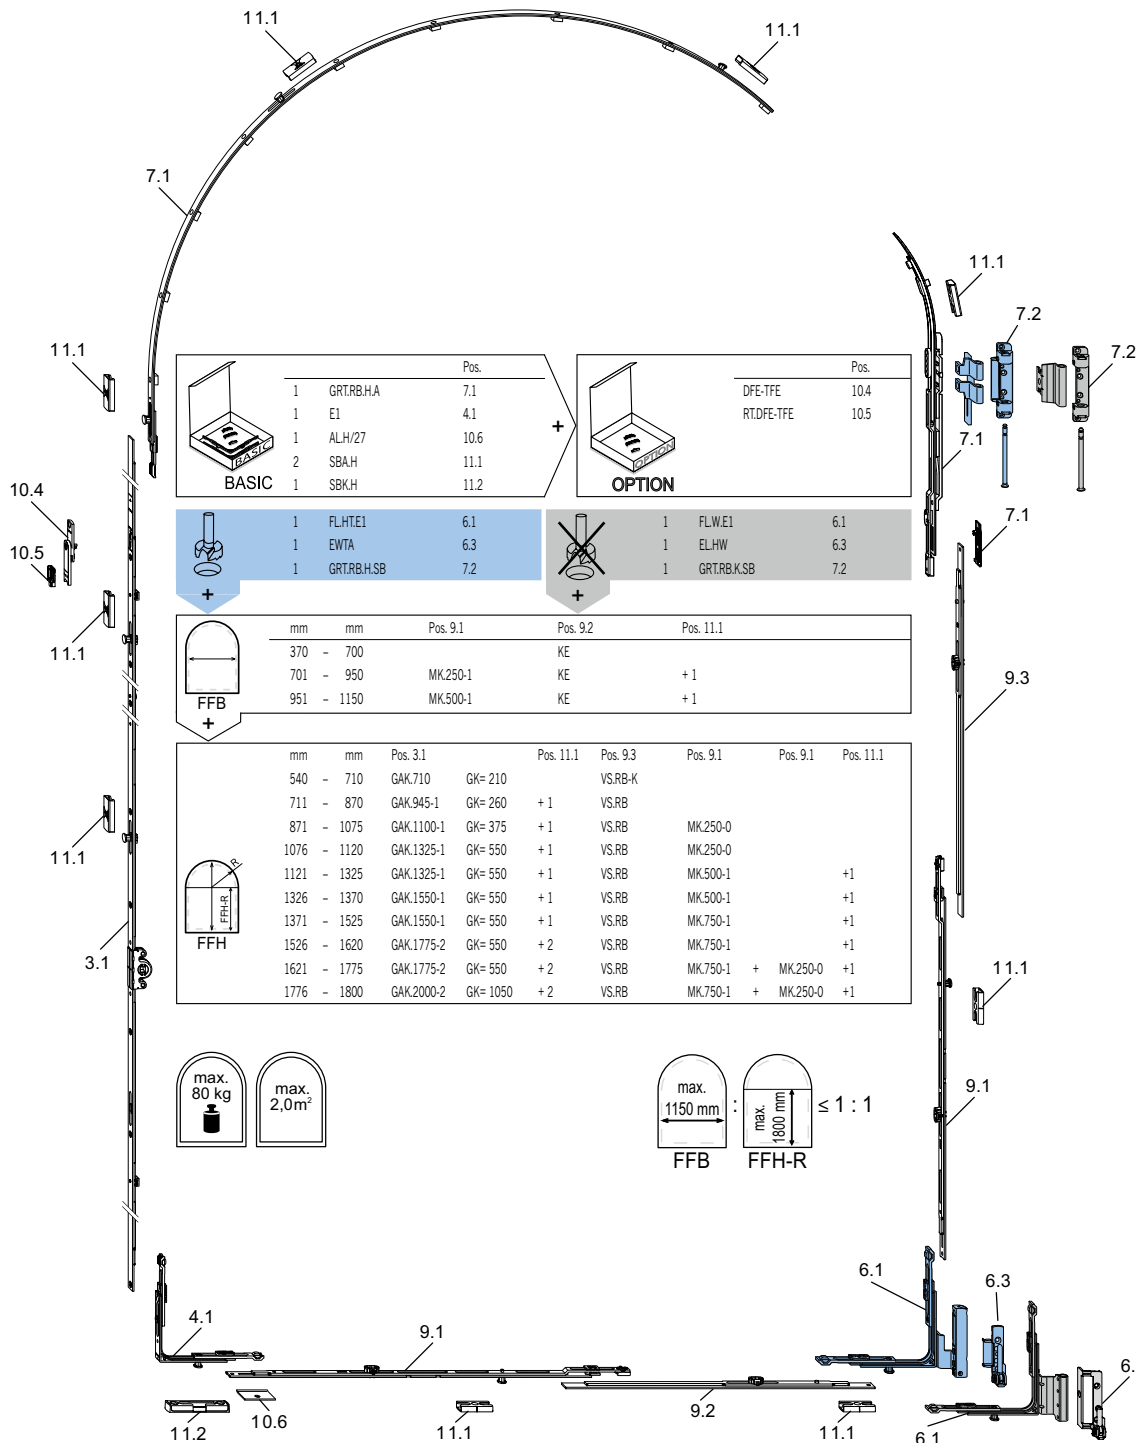 11.1
11.1
7.1
11.1
7.2
7.2
11.1
7.1
Pos.
1 GRT.RB.H.A 7.1
1 E1 4.1
1 AL.H/27 10.6
2 SBA.H 11.1
1 SBK.H 11.2
BASIC
BASIC
+
Pos.
DFE-TFE 10.4
RT.DFE-TFE 10.5
OPTION
OPTION
10.4
10.5
7.1
1 FL.HT.E1 6.1
1 EWTA 6.3
1 GRT.RB.H.SB 7.2
+
1 FL.W.E1 6.1
1 EL.HW 6.3
1 GRT.RB.K.SB 7.2
+
11.1
mm mm Pos. 9.1 Pos. 9.2 Pos. 11.1
370 – 700 KE
701 – 950 MK.250-1 KE + 1
951 – 1150 MK.500-1 KE + 1
FFB
+
9.3
mm mm Pos. 3.1 Pos. 11.1 Pos. 9.3 Pos. 9.1 Pos. 9.1 Pos. 11.1
540 – 710 GAK.710 GK= 210 VS.RB-K
711 – 870 GAK.945-1 GK= 260 + 1 VS.RB
871 – 1075 GAK.1100-1 GK= 375 + 1 VS.RB MK.250-0
1076 – 1120 GAK.1325-1 GK= 550 + 1 VS.RB MK.250-0
1121 – 1325 GAK.1325-1 GK= 550 + 1 VS.RB MK.500-1 +1
1326 – 1370 GAK.1550-1 GK= 550 + 1 VS.RB MK.500-1 +1
1371 – 1525 GAK.1550-1 GK= 550 + 1 VS.RB MK.750-1 +1
1526 – 1620 GAK.1775-2 GK= 550 + 2 VS.RB MK.750-1 +1
1621 – 1775 GAK.1775-2 GK= 550 + 2 VS.RB MK.750-1 + MK.250-0 +1
1776 – 1800 GAK.2000-2 GK= 1050 + 2 VS.RB MK.750-1 + MK.250-0 +1
R
FFH-R
FFH
11.1
3.1
11.1
max.
80 kg
max.
2,0m²
max.
1150 mm
FFB
:
max.
1800 mm
FFH-R
≤ 1 : 1
9.1
6.1
6.3
4.1
9.1
6.
11.2
10.6
11.1
9.2
11.1
6.1